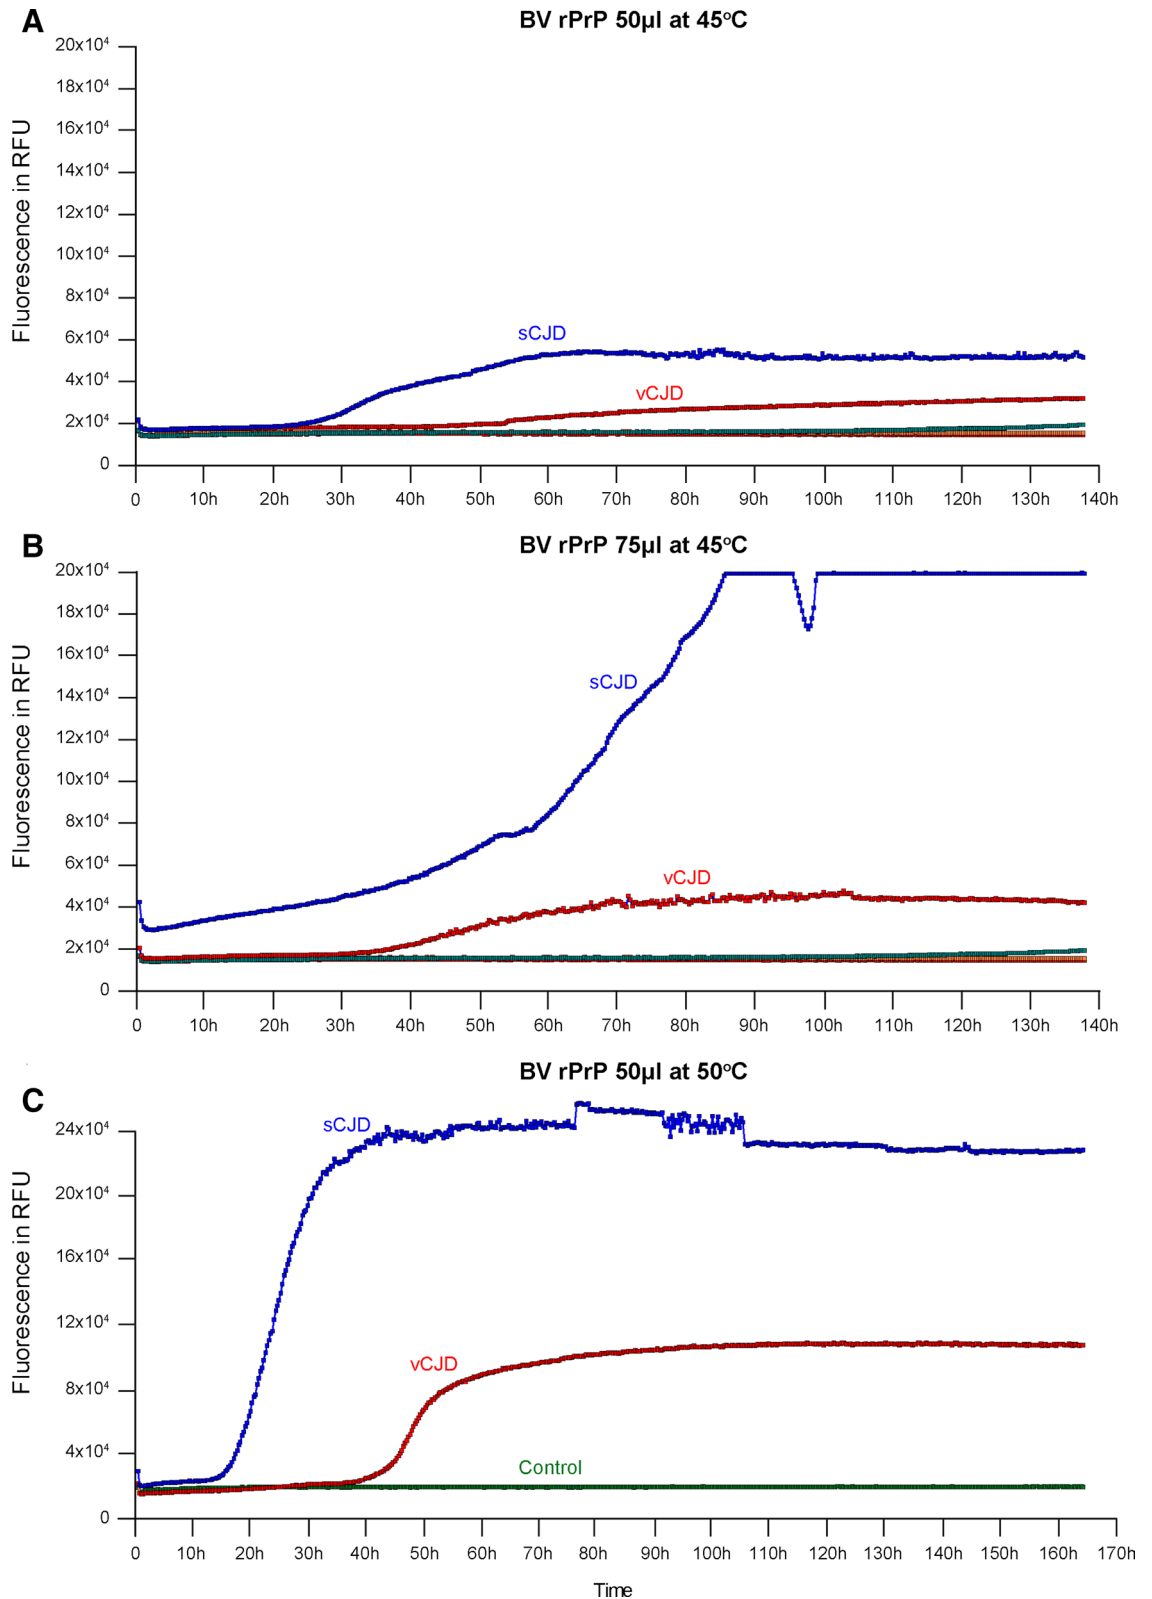 A
BV rPrP 50µl at 45°C
Fluorescence in RFU
20x10⁴
18x10⁴
16x10⁴
14x10⁴
12x10⁴
10x10⁴
8x10⁴
6x10⁴
4x10⁴
2x10⁴
0
sCJD
vCJD
0 10h 20h 30h 40h 50h 60h 70h 80h 90h 100h 110h 120h 130h 140h
B
BV rPrP 75µl at 45°C
Fluorescence in RFU
20x10⁴
18x10⁴
16x10⁴
14x10⁴
12x10⁴
10x10⁴
8x10⁴
6x10⁴
4x10⁴
2x10⁴
0
sCJD
vCJD
0 10h 20h 30h 40h 50h 60h 70h 80h 90h 100h 110h 120h 130h 140h
C
BV rPrP 50µl at 50°C
Fluorescence in RFU
24x10⁴
20x10⁴
16x10⁴
12x10⁴
8x10⁴
4x10⁴
0
sCJD
vCJD
Control
0 10h 20h 30h 40h 50h 60h 70h 80h 90h 100h 110h 120h 130h 140h 150h 160h 170h
Time